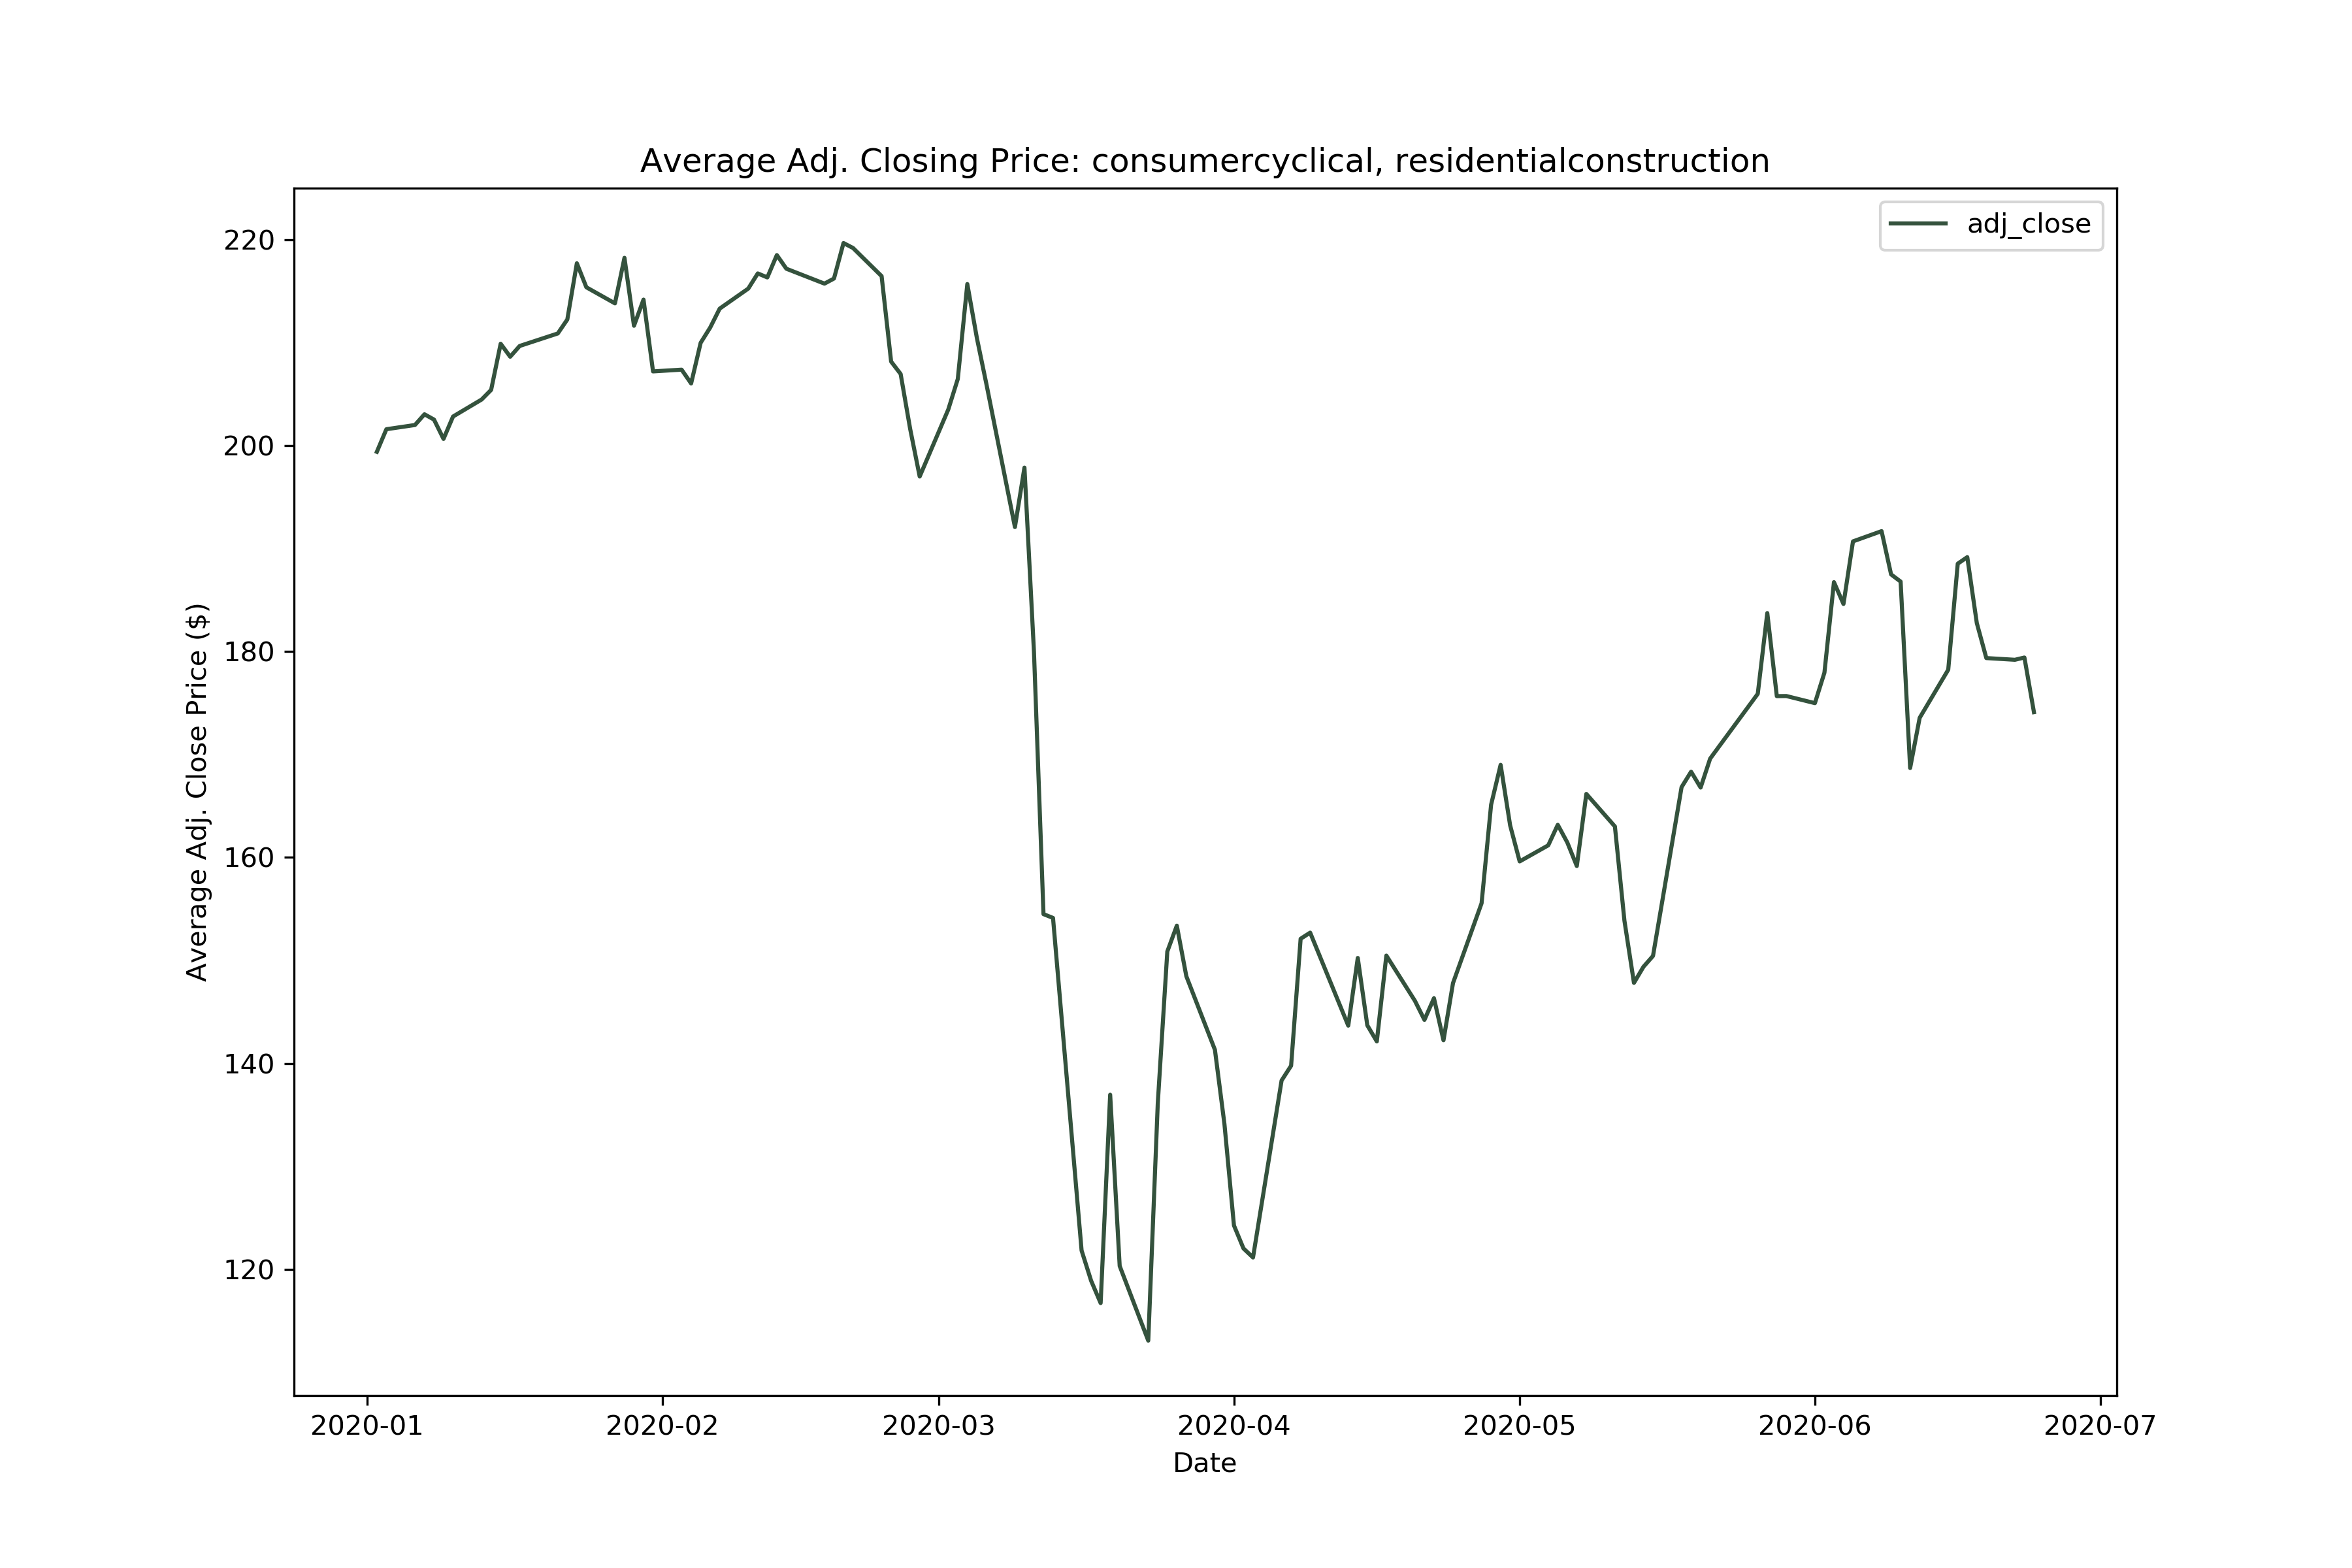 Average Adj. Closing Price: consumercyclical, residentialconstruction
adj_close
220
200
180
160
140
120
Average Adj. Close Price ($)
2020-01 2020-02 2020-03 2020-04 2020-05 2020-06 2020-07
Date